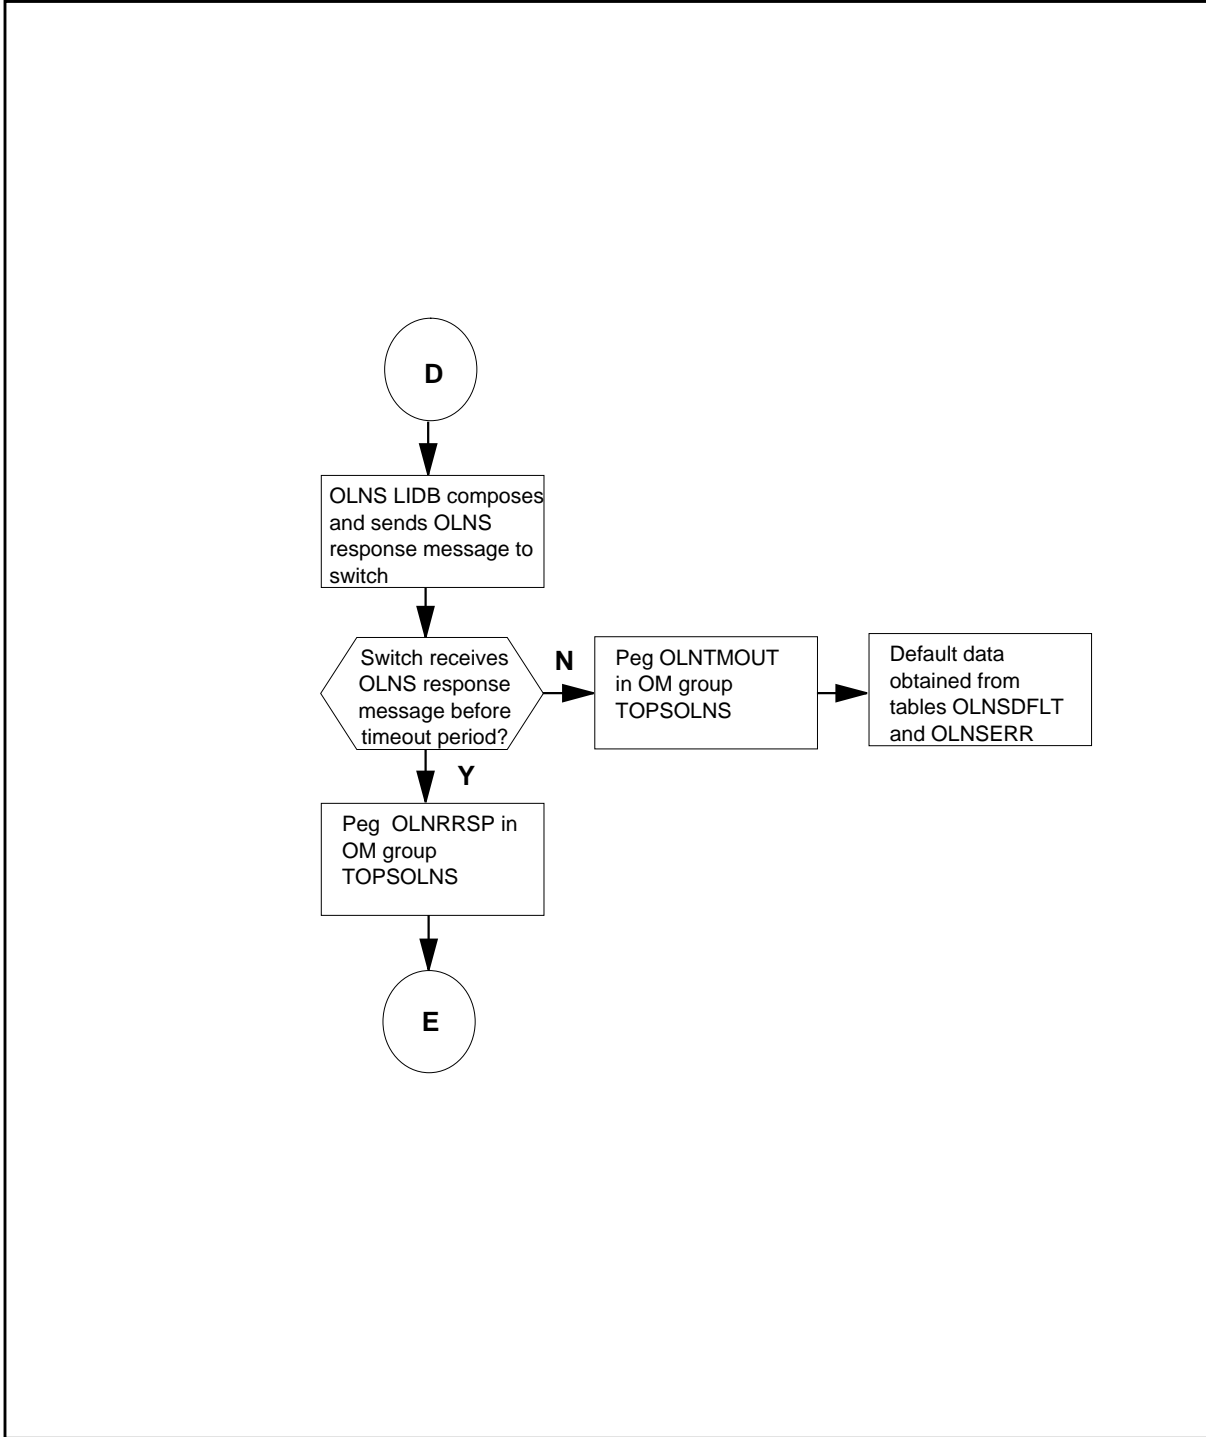 D
OLNS LIDB composes
and sends OLNS
response message to
switch
Switch receives
OLNS response
message before
timeout period?
N
Peg OLNTMOUT
in OM group
TOPSOLNS
Default data
obtained from
tables OLNSDFLT
and OLNSERR
Y
Peg  OLNRRSP in
OM group
TOPSOLNS
E